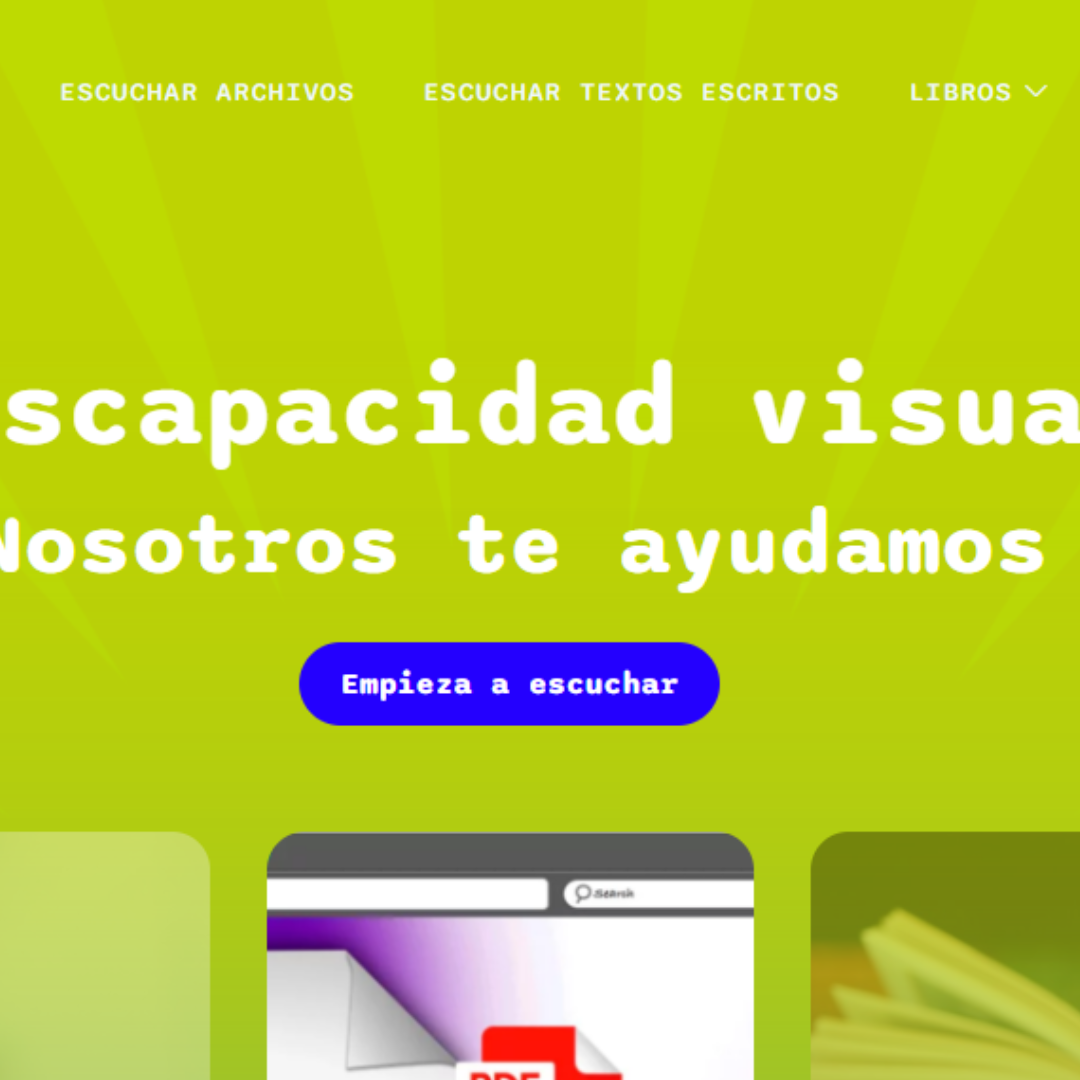 ESCUCHAR ARCHIVOS ESCUCHAR TEXTOS ESCRITOS LIBROS
scapacidad visua
Nosotros te ayudamos
Empieza a escuchar
Search
PDF